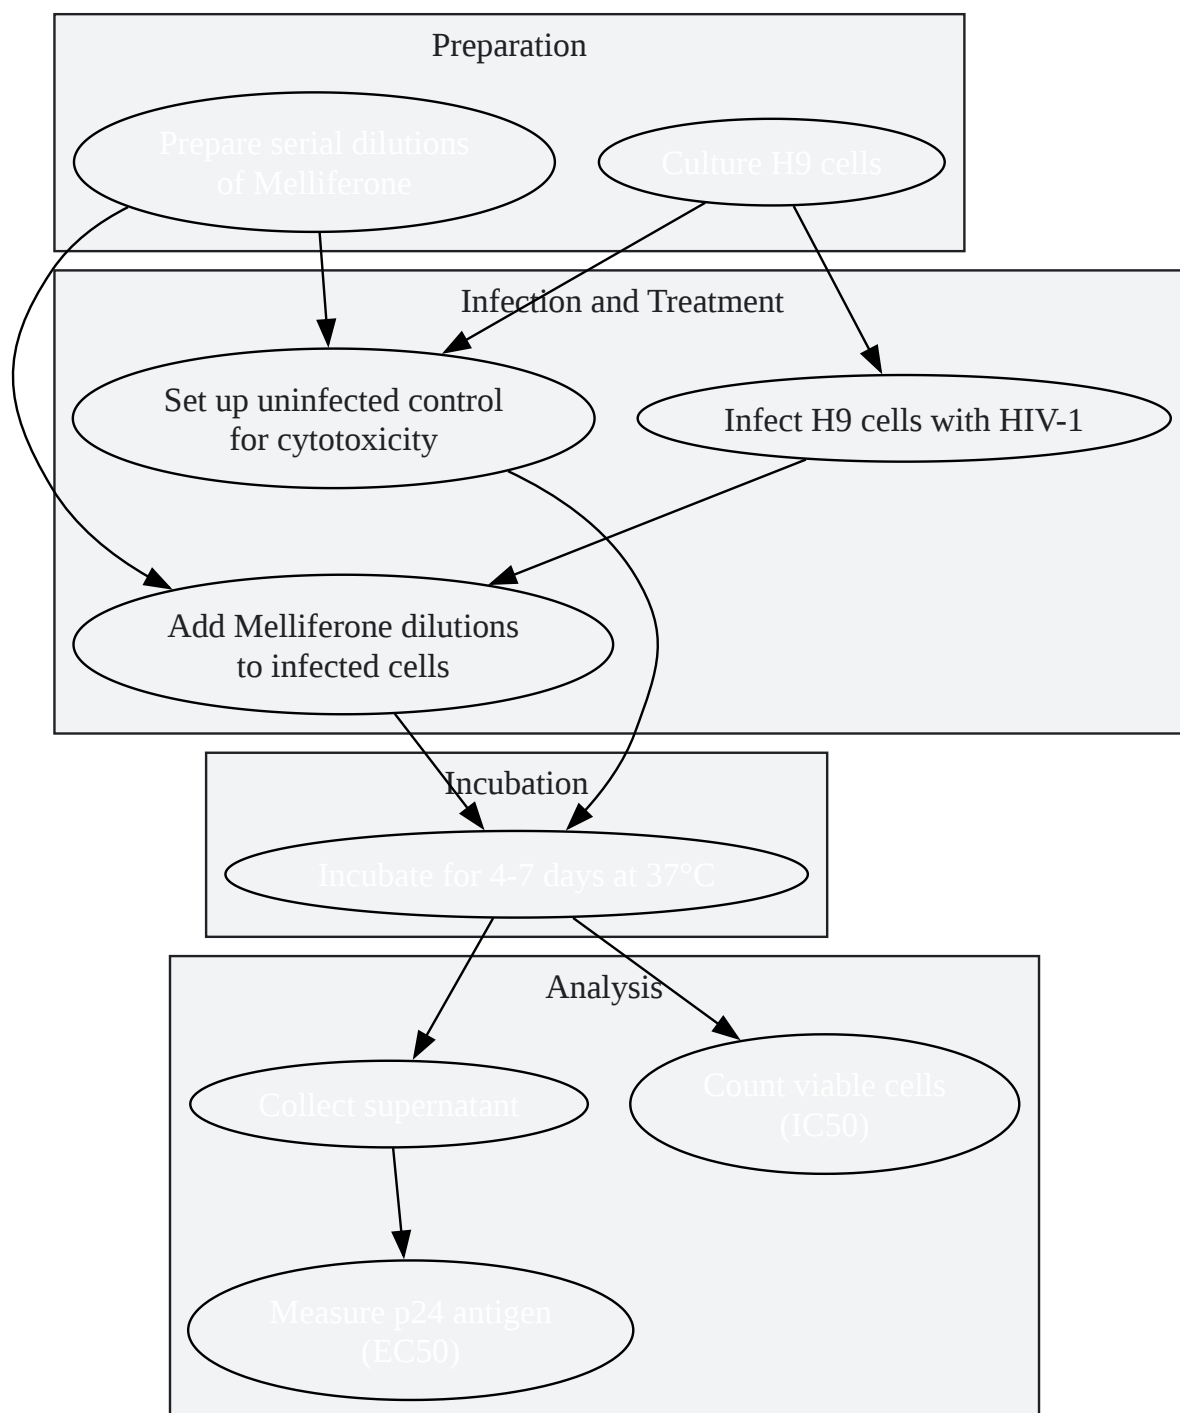 Preparation
Prepare serial dilutions
of Melliferone
Culture H9 cells
Infection and Treatment
Set up uninfected control
for cytotoxicity
Infect H9 cells with HIV-1
Add Melliferone dilutions
to infected cells
Incubation
Incubate for 4-7 days at 37°C
Analysis
Collect supernatant
Count viable cells
(IC50)
Measure p24 antigen
(EC50)